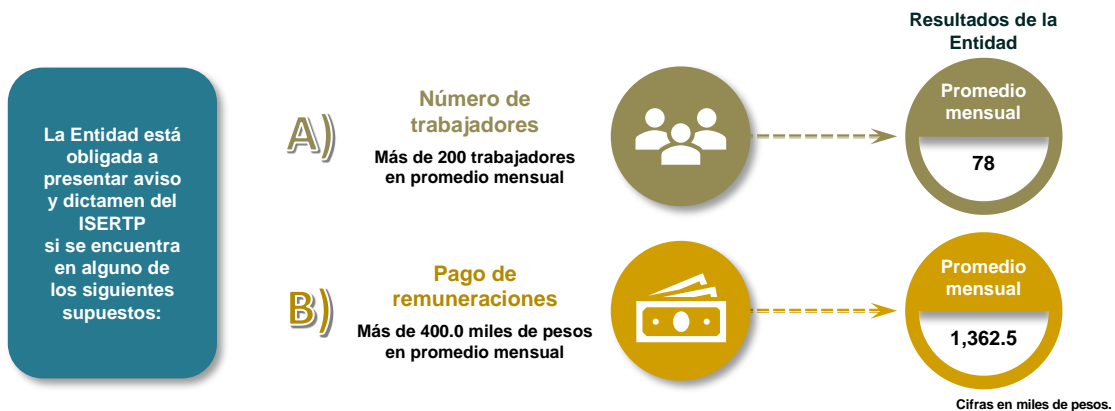 Resultados de la
Entidad
La Entidad está
obligada a
presentar aviso
y dictamen del
ISERTP
si se encuentra
en alguno de
los siguientes
supuestos:
A)
Número de
trabajadores
Más de 200 trabajadores
en promedio mensual
Promedio
mensual
78
B)
Pago de
remuneraciones
Más de 400.0 miles de pesos
en promedio mensual
Promedio
mensual
1,362.5
Cifras en miles de pesos.